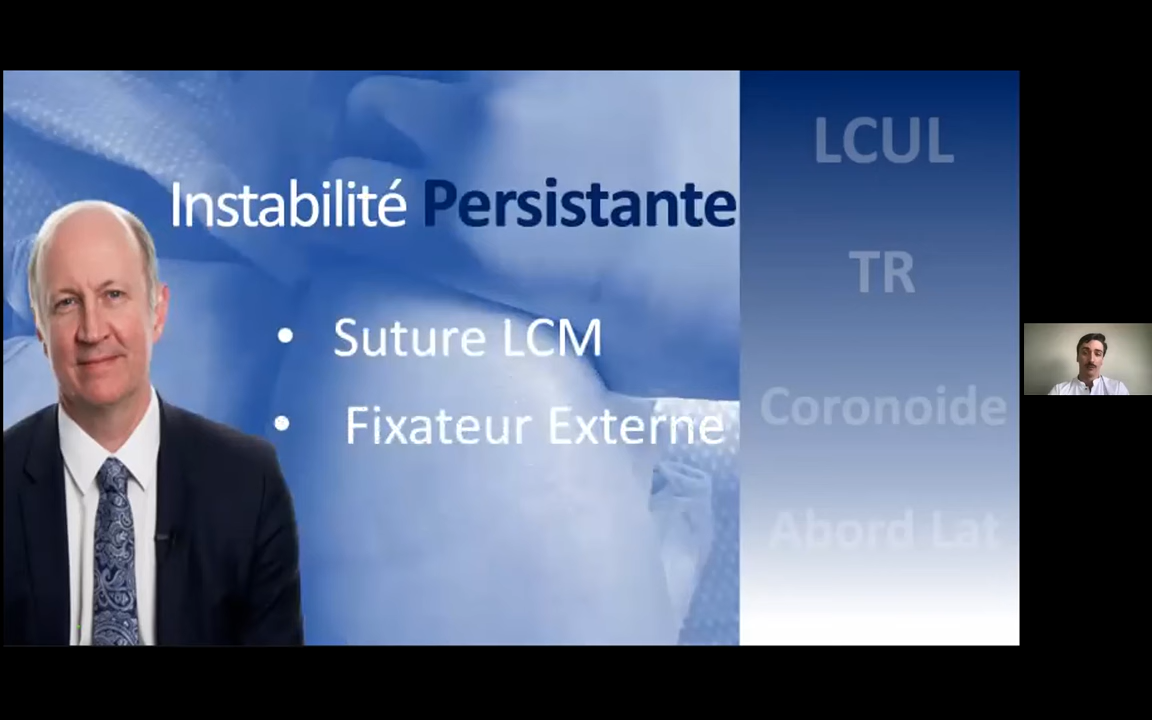 Instabilité Persistante
• Suture LCM
• Fixateur Externe
LCUL
TR
Coronoide
Abord Lat